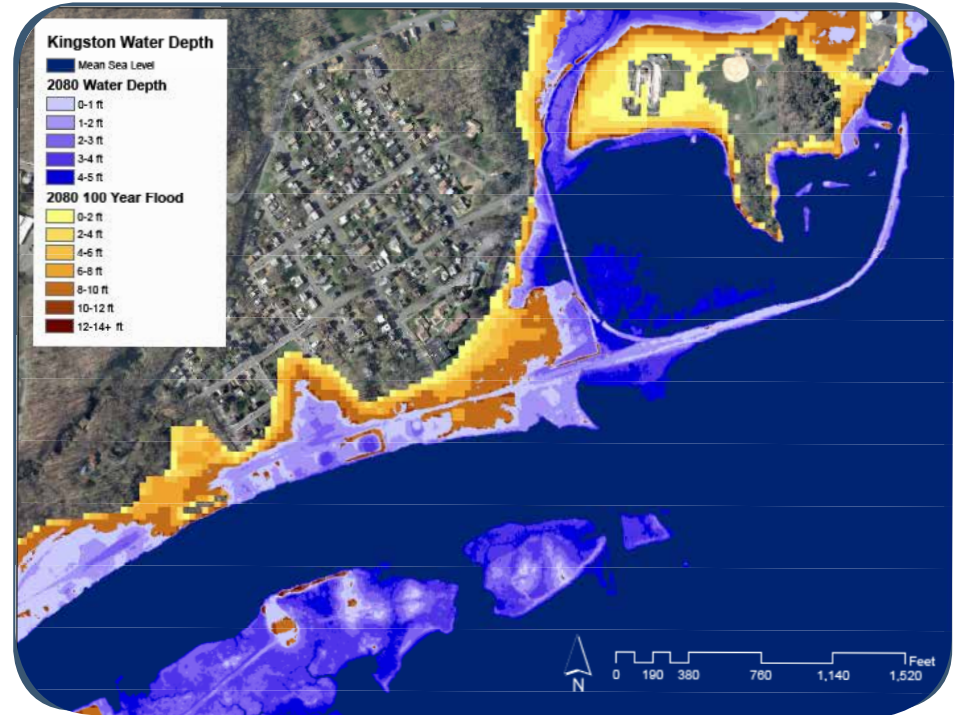 Kingston Water Depth
Mean Sea Level
2080 Water Depth
0-1 ft
1-2 ft
2-3 ft
3-4 ft
4-5 ft
2080 100 Year Flood
0-2 ft
2-4 ft
4-6 ft
6-8 ft
8-10 ft
10-12 ft
12-14+ ft
N
Feet
0 190 380 760 1,140 1,520